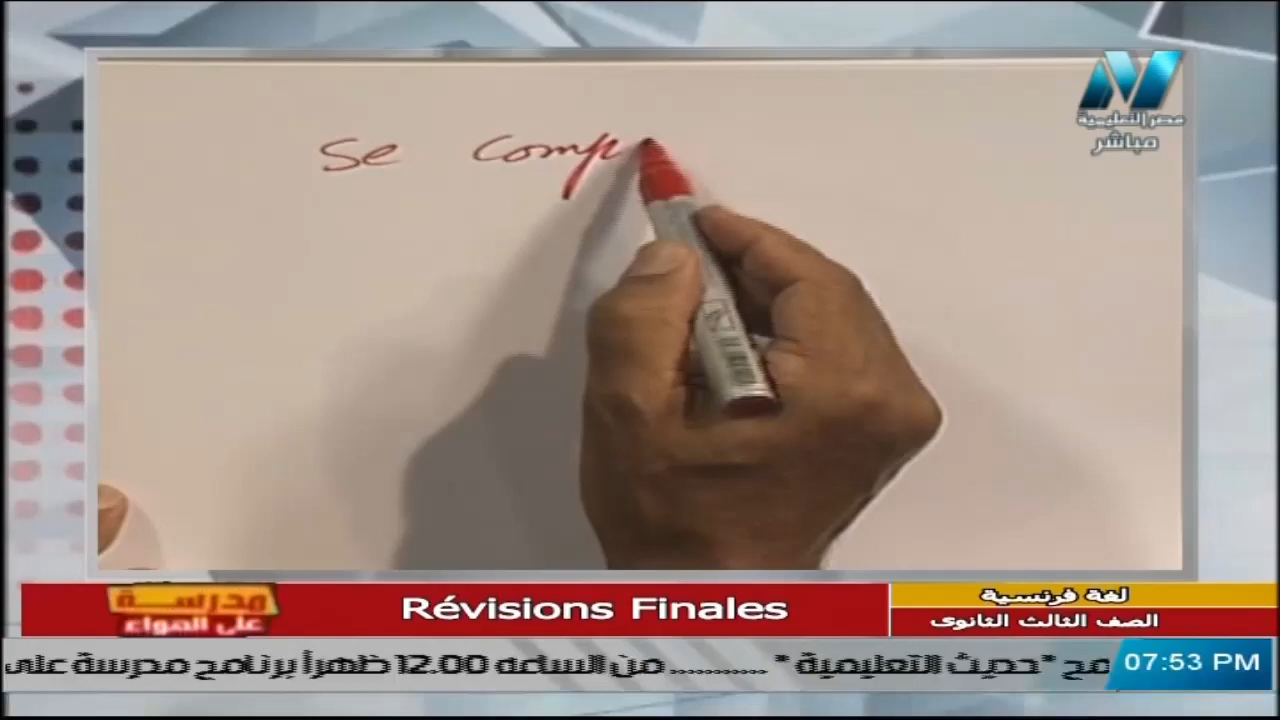 مصر التعليمية
مباشر
Se comp
لغة فرنسية
الصف الثالث الثانوى
Révisions Finales
مدرسة
على الهواء
07:53 PM
مج "حديث التعليمية" ........... من الساعه 12.00 ظهراً برنامج مدرسة على